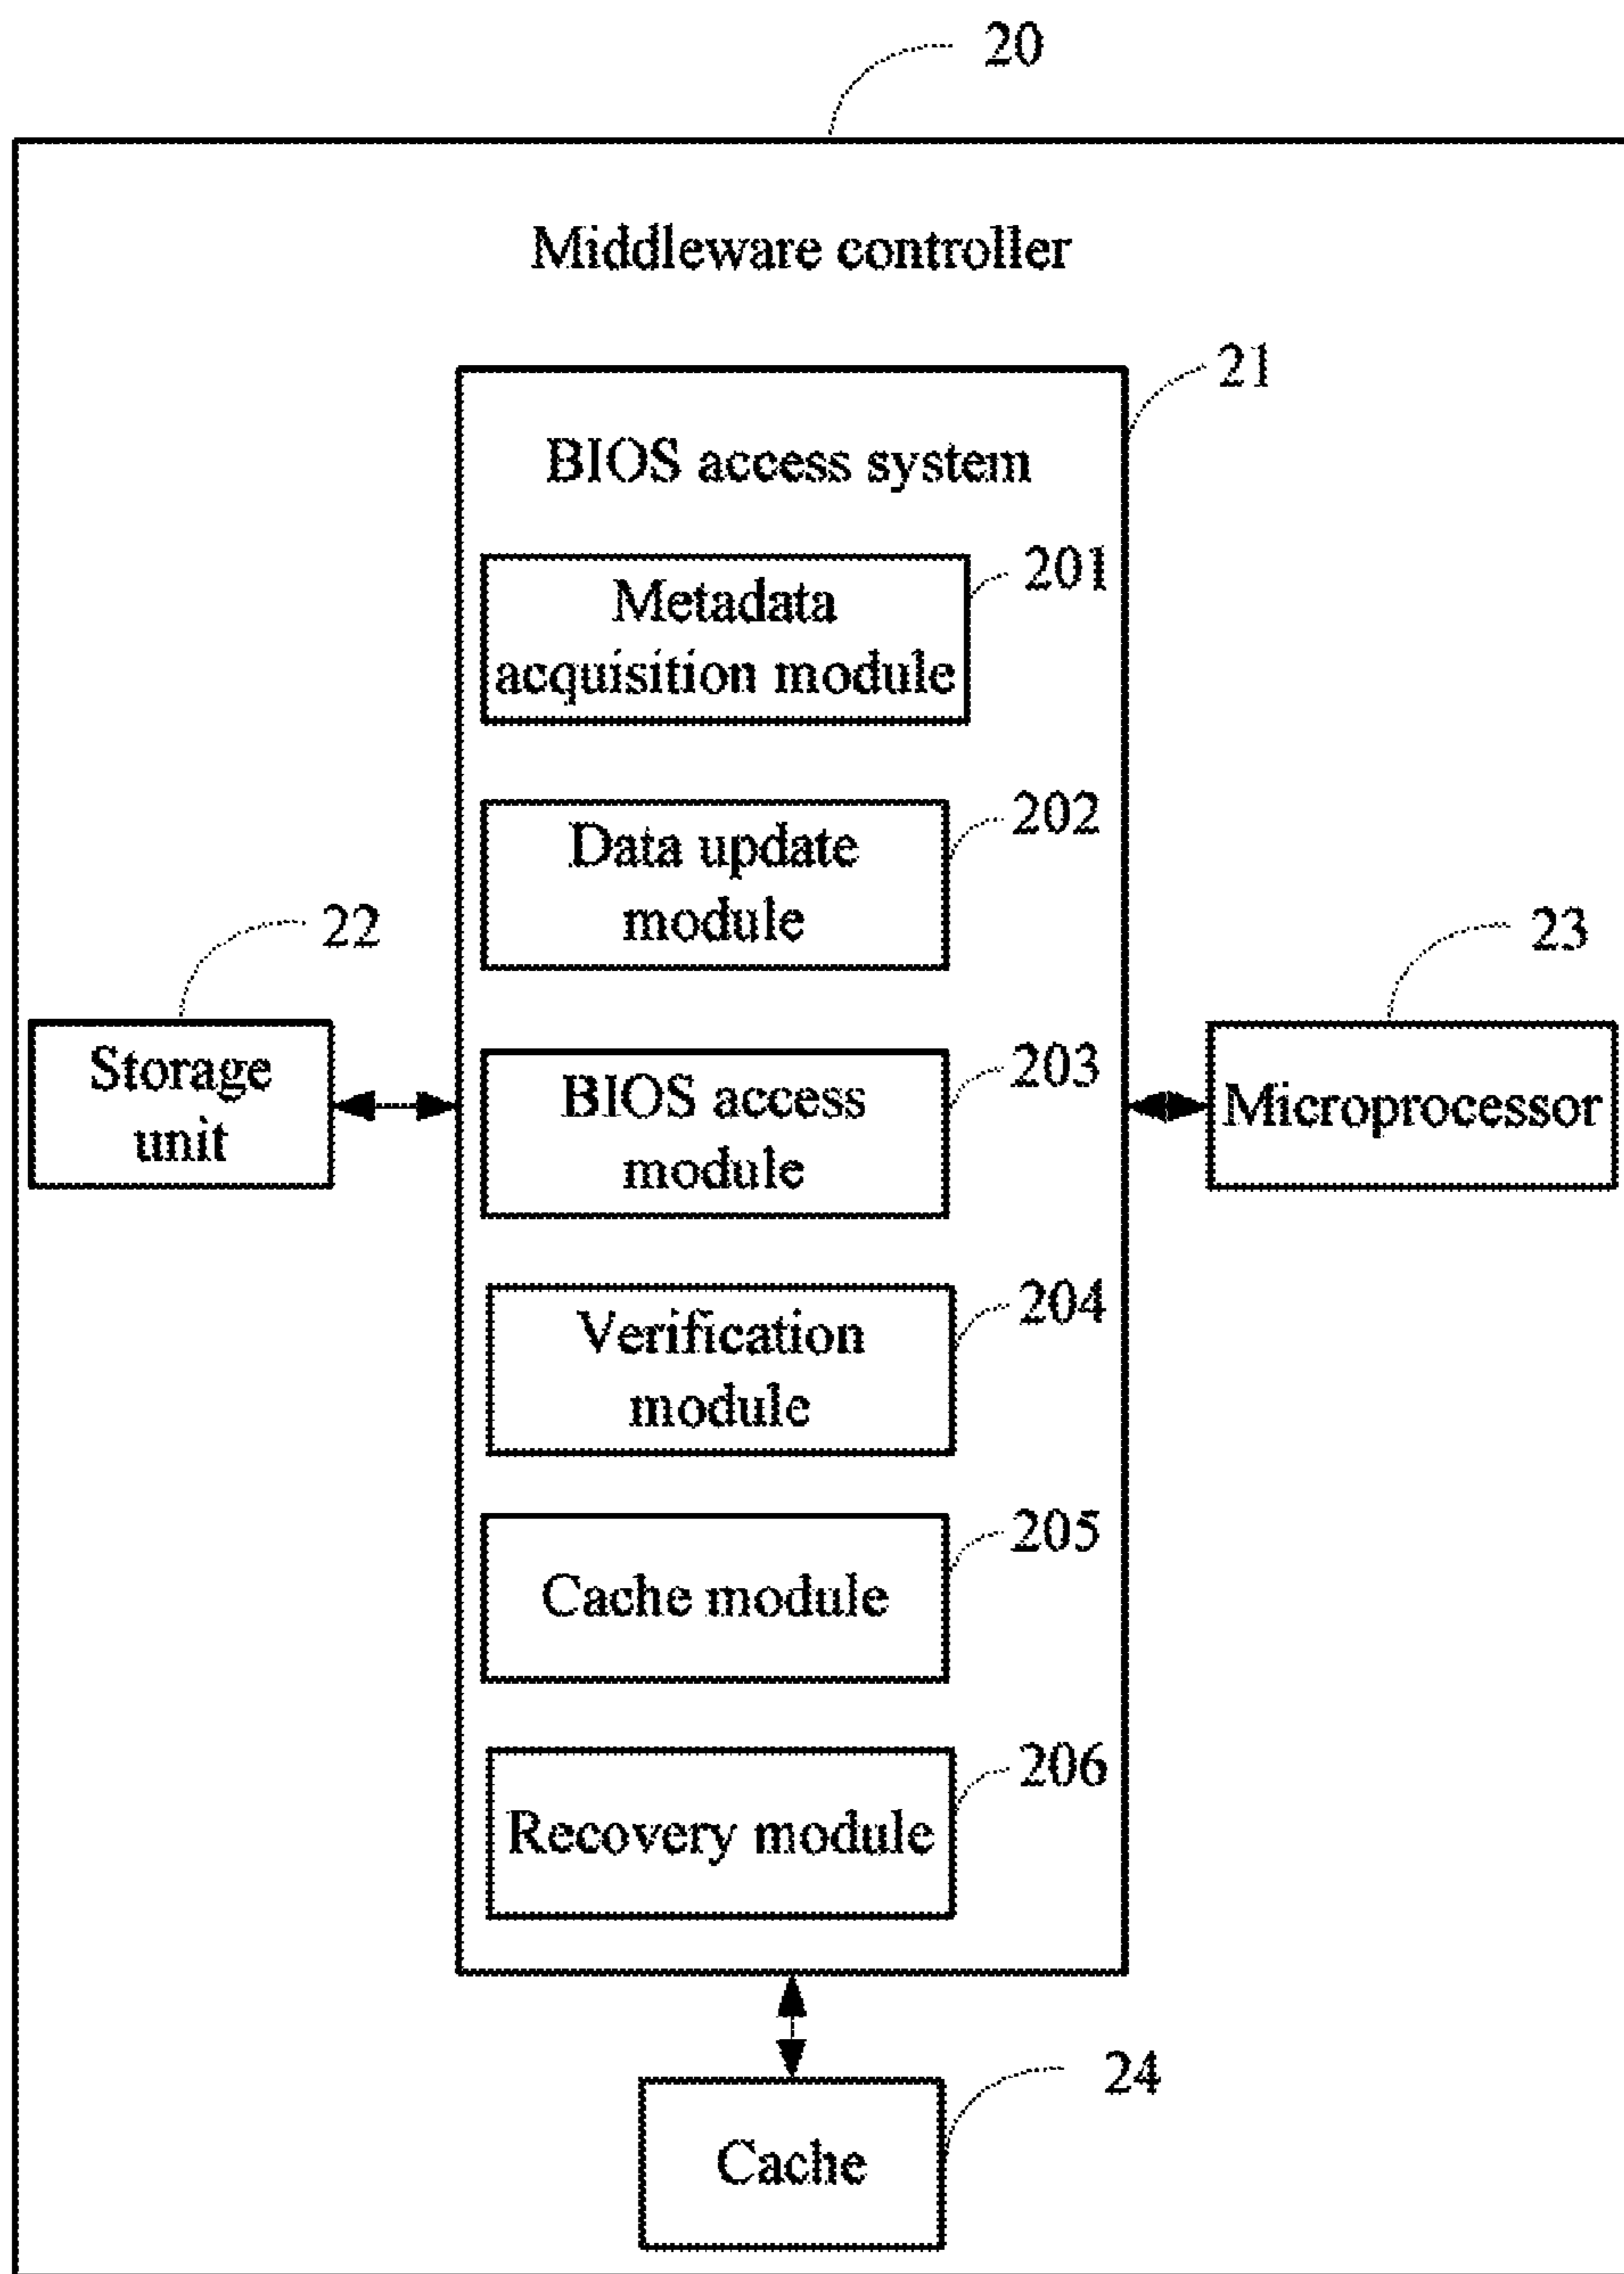 20
Middleware controller
21
BIOS access system
201
Metadata
acquisition module
202
Data update
module
22
23
Storage
unit
203
BIOS access
module
Microprocessor
204
Verification
module
205
Cache module
206
Recovery module
24
Cache